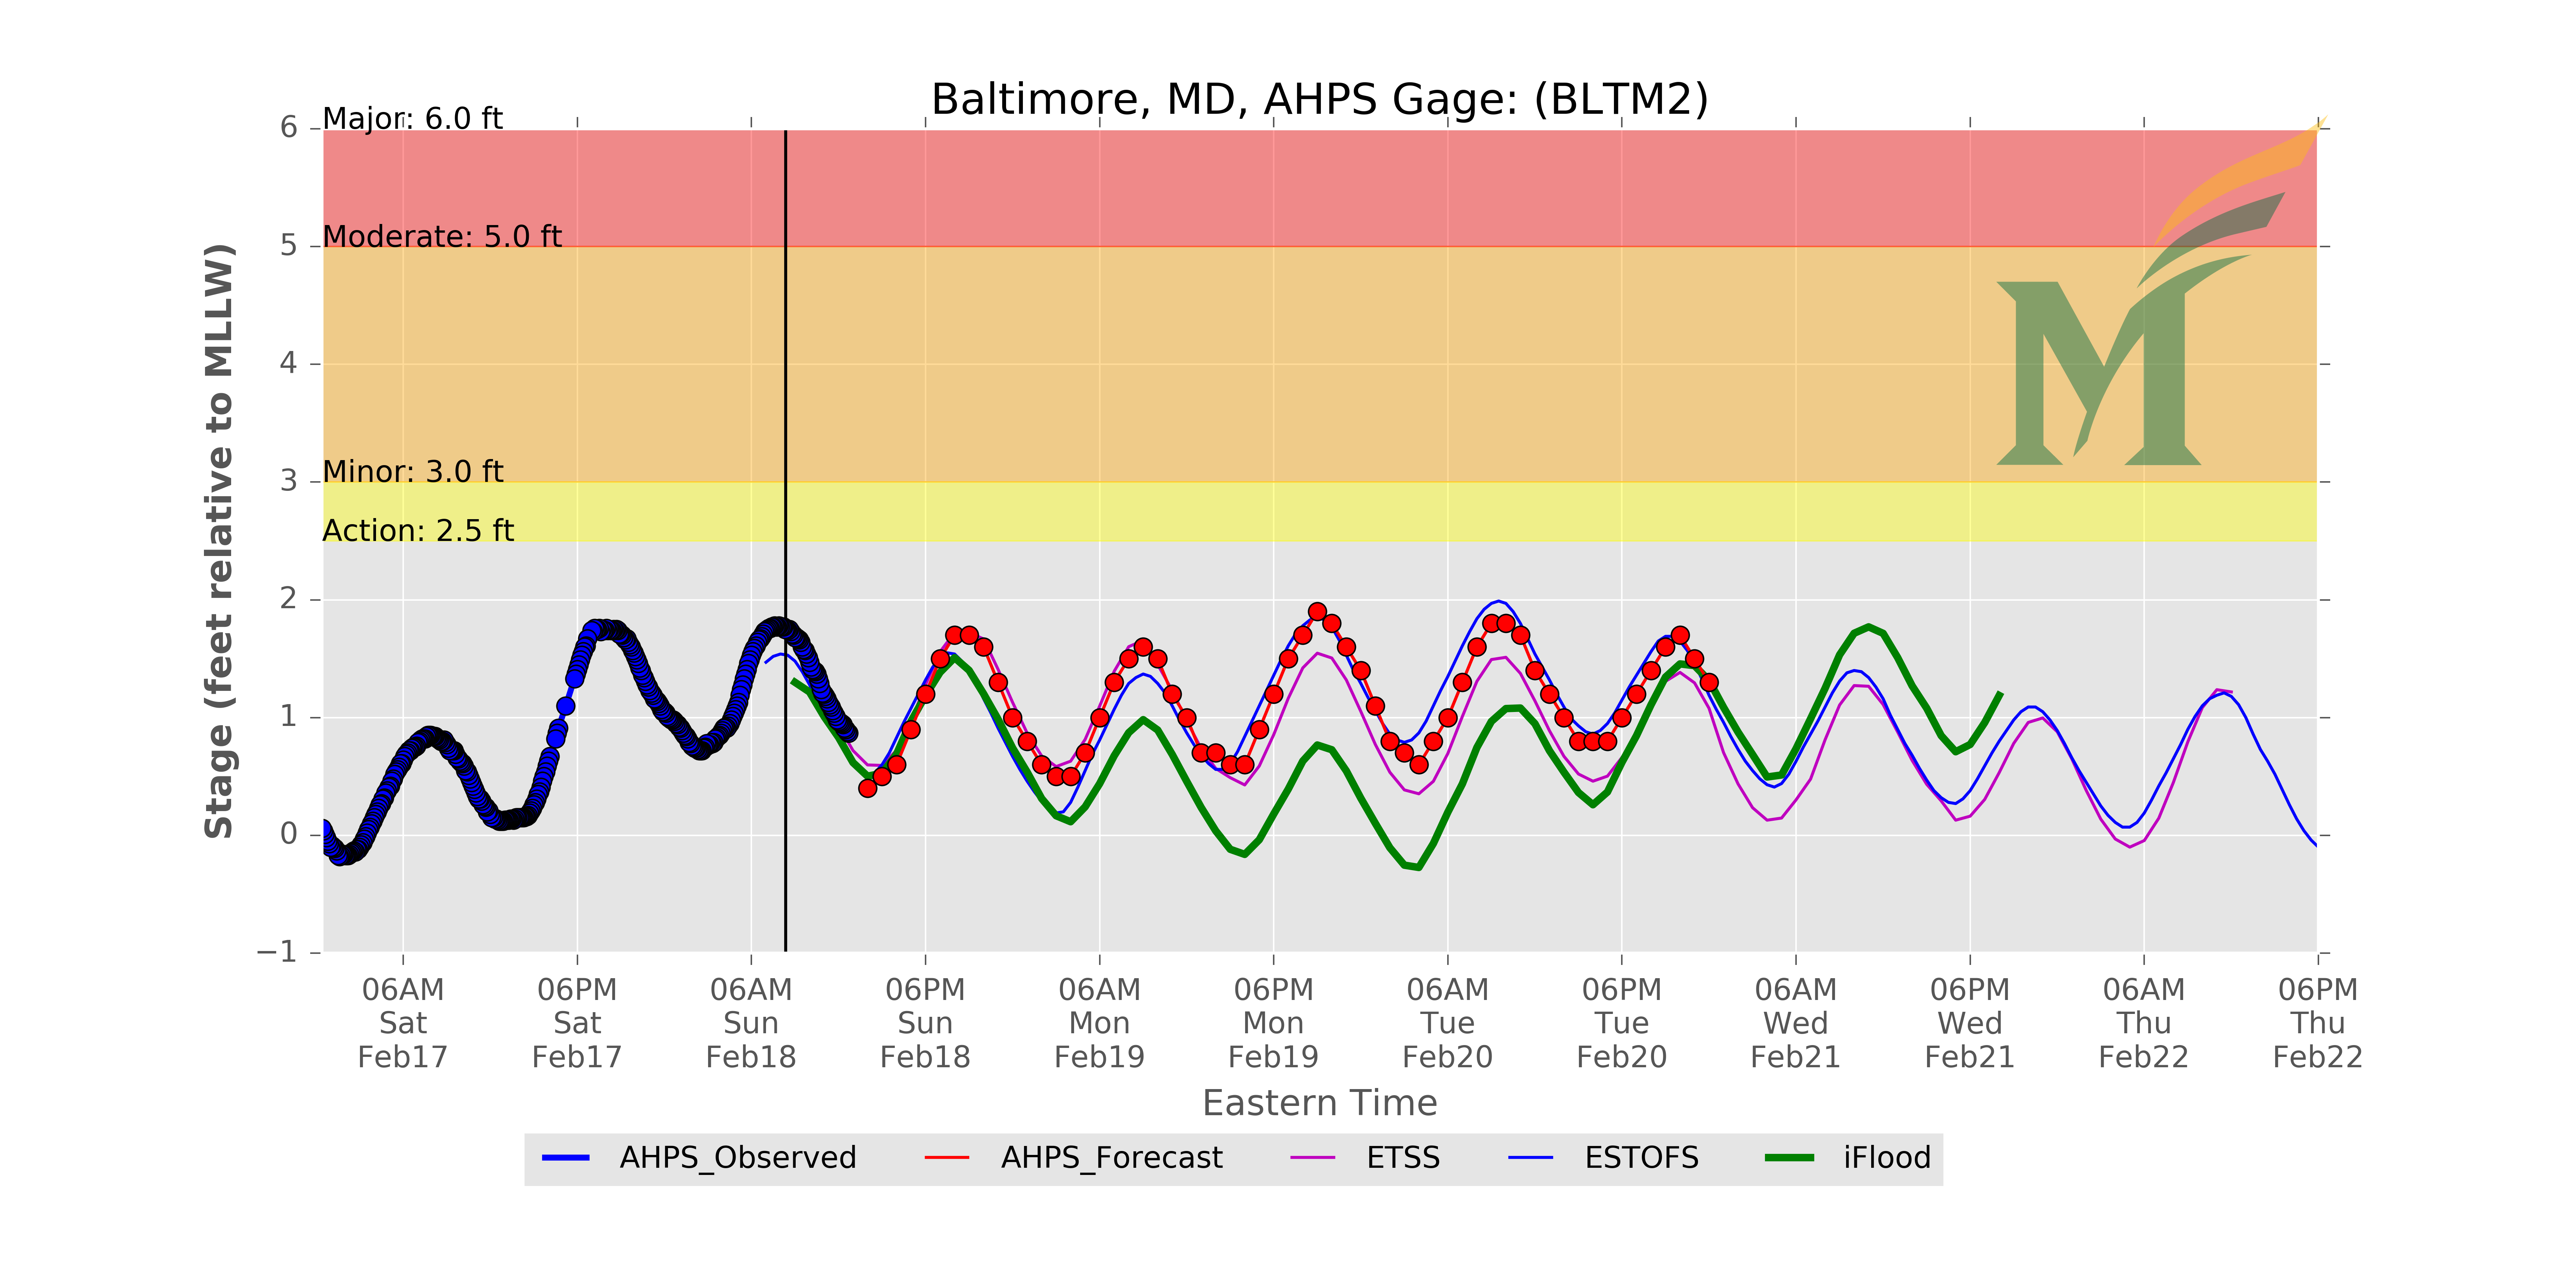 Baltimore, MD, AHPS Gage: (BLTM2)
Major: 6.0 ft
Moderate: 5.0 ft
Minor: 3.0 ft
Action: 2.5 ft
Stage (feet relative to MLLW)
6
5
4
3
2
1
0
−1
06AM
Sat
Feb17
06PM
Sat
Feb17
06AM
Sun
Feb18
06PM
Sun
Feb18
06AM
Mon
Feb19
06PM
Mon
Feb19
06AM
Tue
Feb20
06PM
Tue
Feb20
06AM
Wed
Feb21
06PM
Wed
Feb21
06AM
Thu
Feb22
06PM
Thu
Feb22
Eastern Time
AHPS_Observed
AHPS_Forecast
ETSS
ESTOFS
iFlood
M